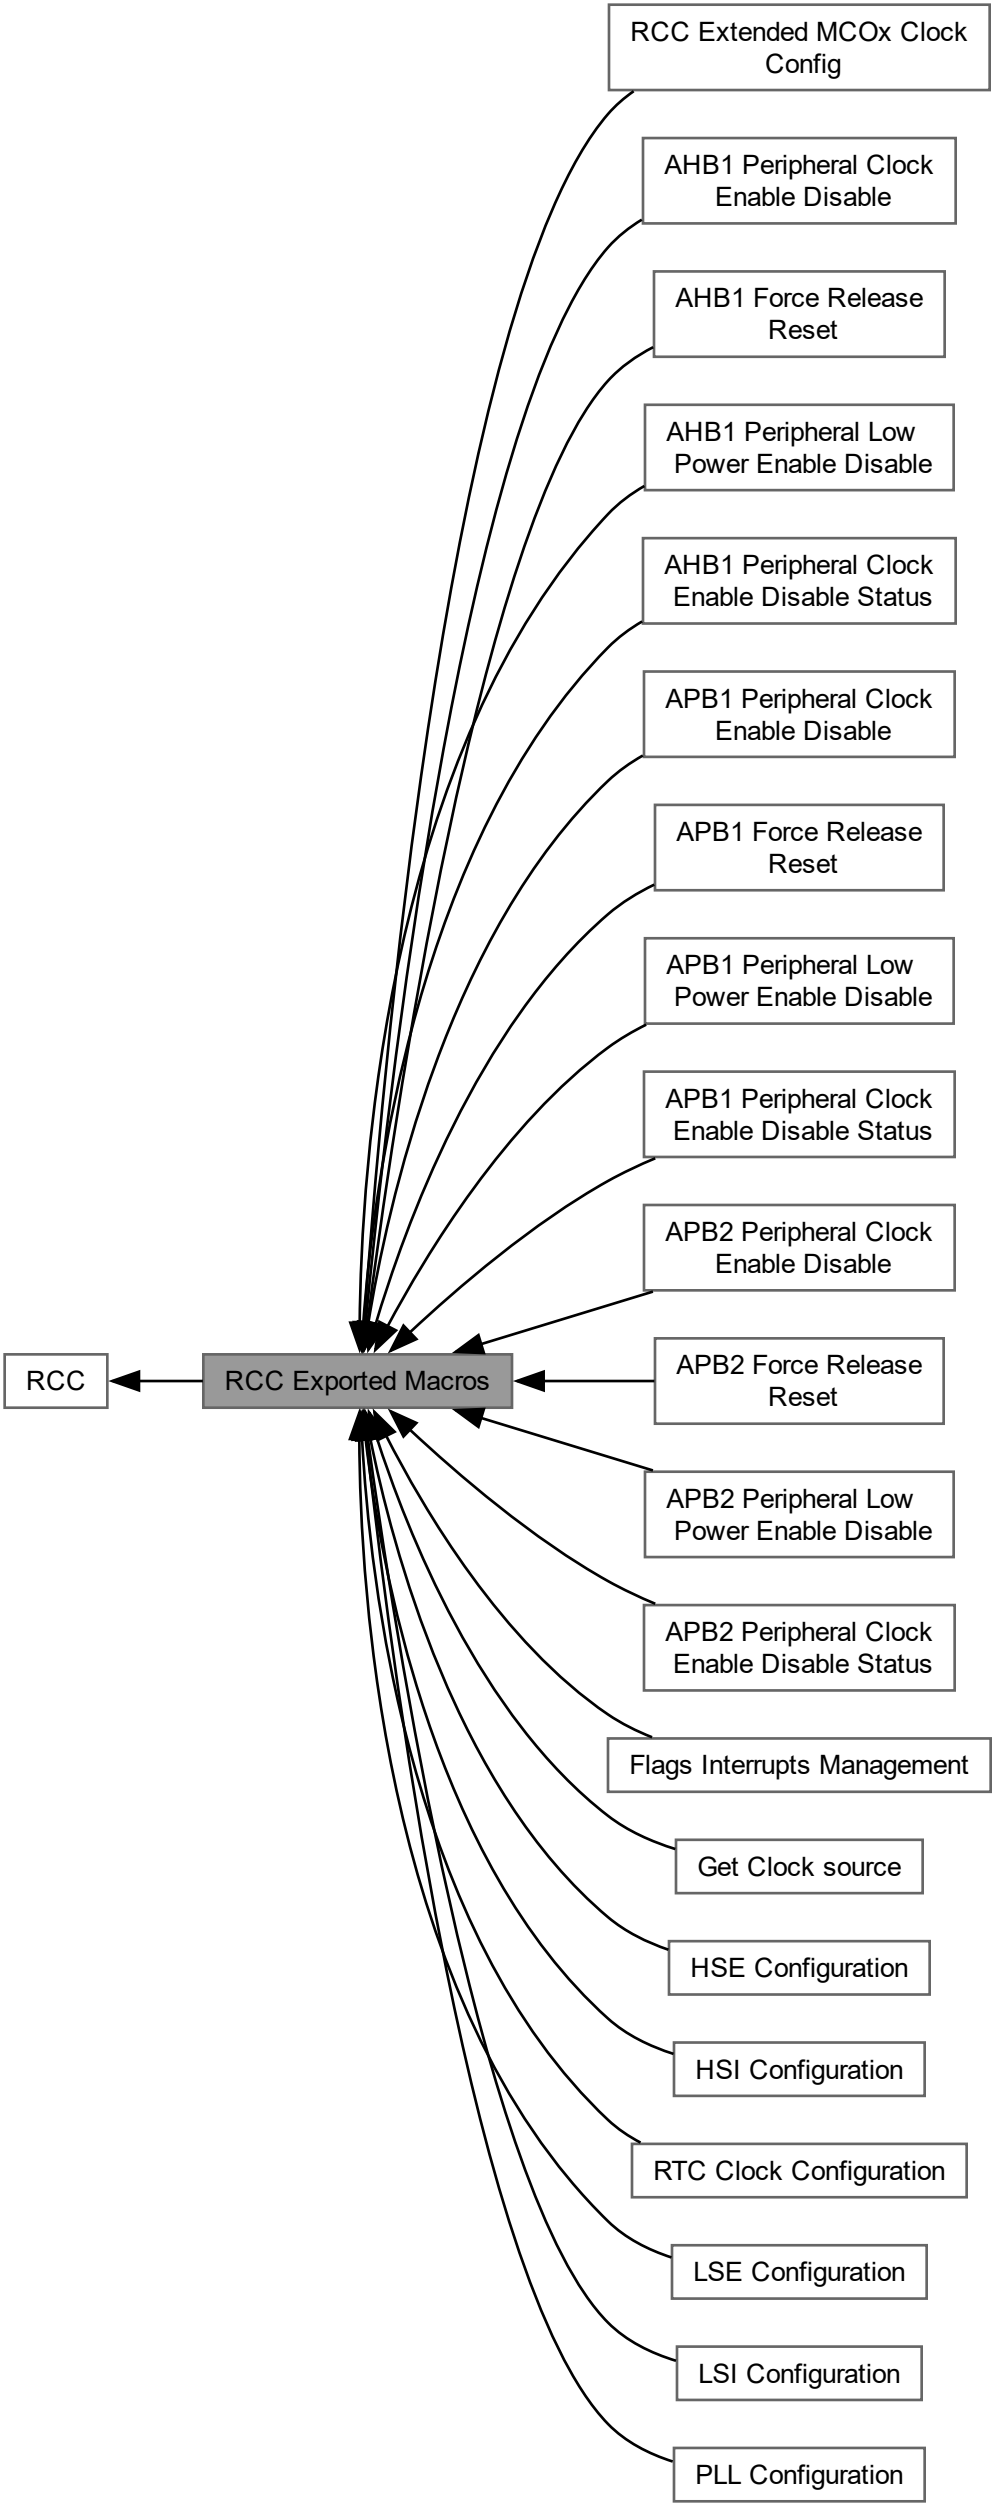 RCC Extended MCOx Clock
Config
AHB1 Peripheral Clock
Enable Disable
AHB1 Force Release
Reset
AHB1 Peripheral Low
Power Enable Disable
AHB1 Peripheral Clock
Enable Disable Status
APB1 Peripheral Clock
Enable Disable
APB1 Force Release
Reset
APB1 Peripheral Low
Power Enable Disable
APB1 Peripheral Clock
Enable Disable Status
APB2 Peripheral Clock
Enable Disable
RCC
RCC Exported Macros
APB2 Force Release
Reset
APB2 Peripheral Low
Power Enable Disable
APB2 Peripheral Clock
Enable Disable Status
Flags Interrupts Management
Get Clock source
HSE Configuration
HSI Configuration
RTC Clock Configuration
LSE Configuration
LSI Configuration
PLL Configuration